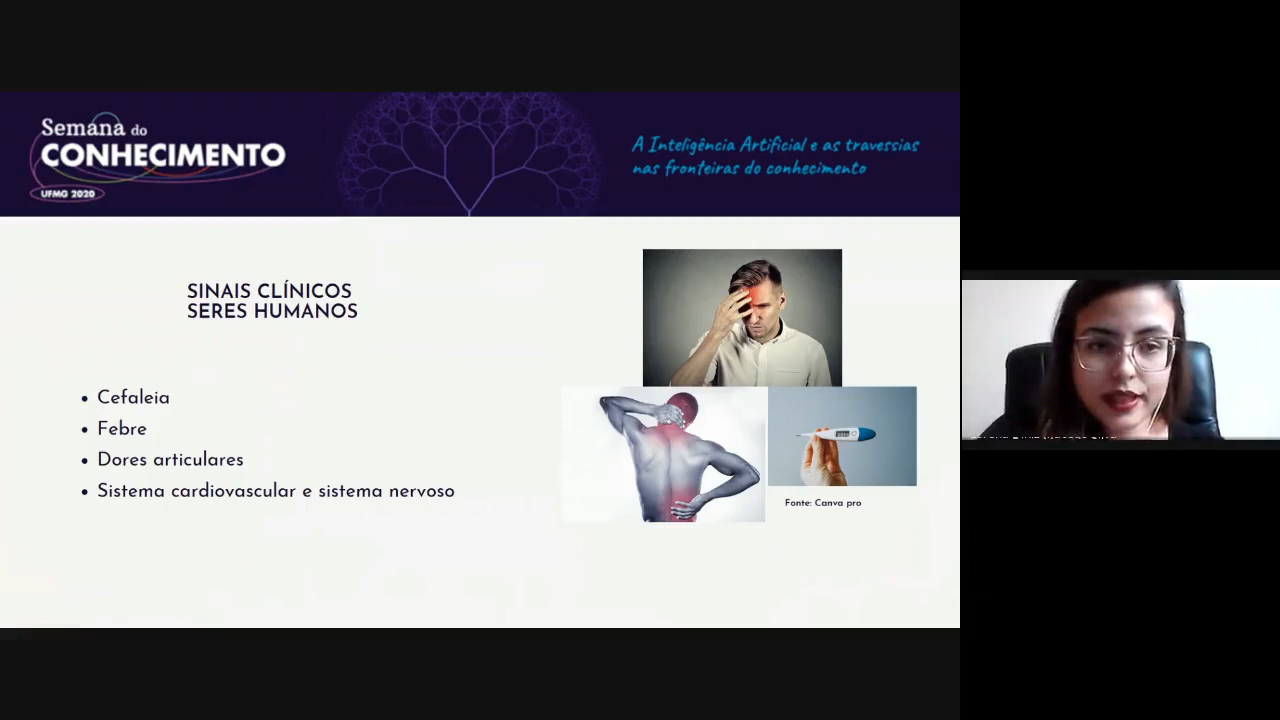 Semana do
CONHECIMENTO
UFMG 2020
A Inteligência Artificial e as travessias
nas fronteiras do conhecimento
SINAIS CLÍNICOS
SERES HUMANOS
• Cefaleia
• Febre
• Dores articulares
• Sistema cardiovascular e sistema nervoso
Fonte: Canva pro